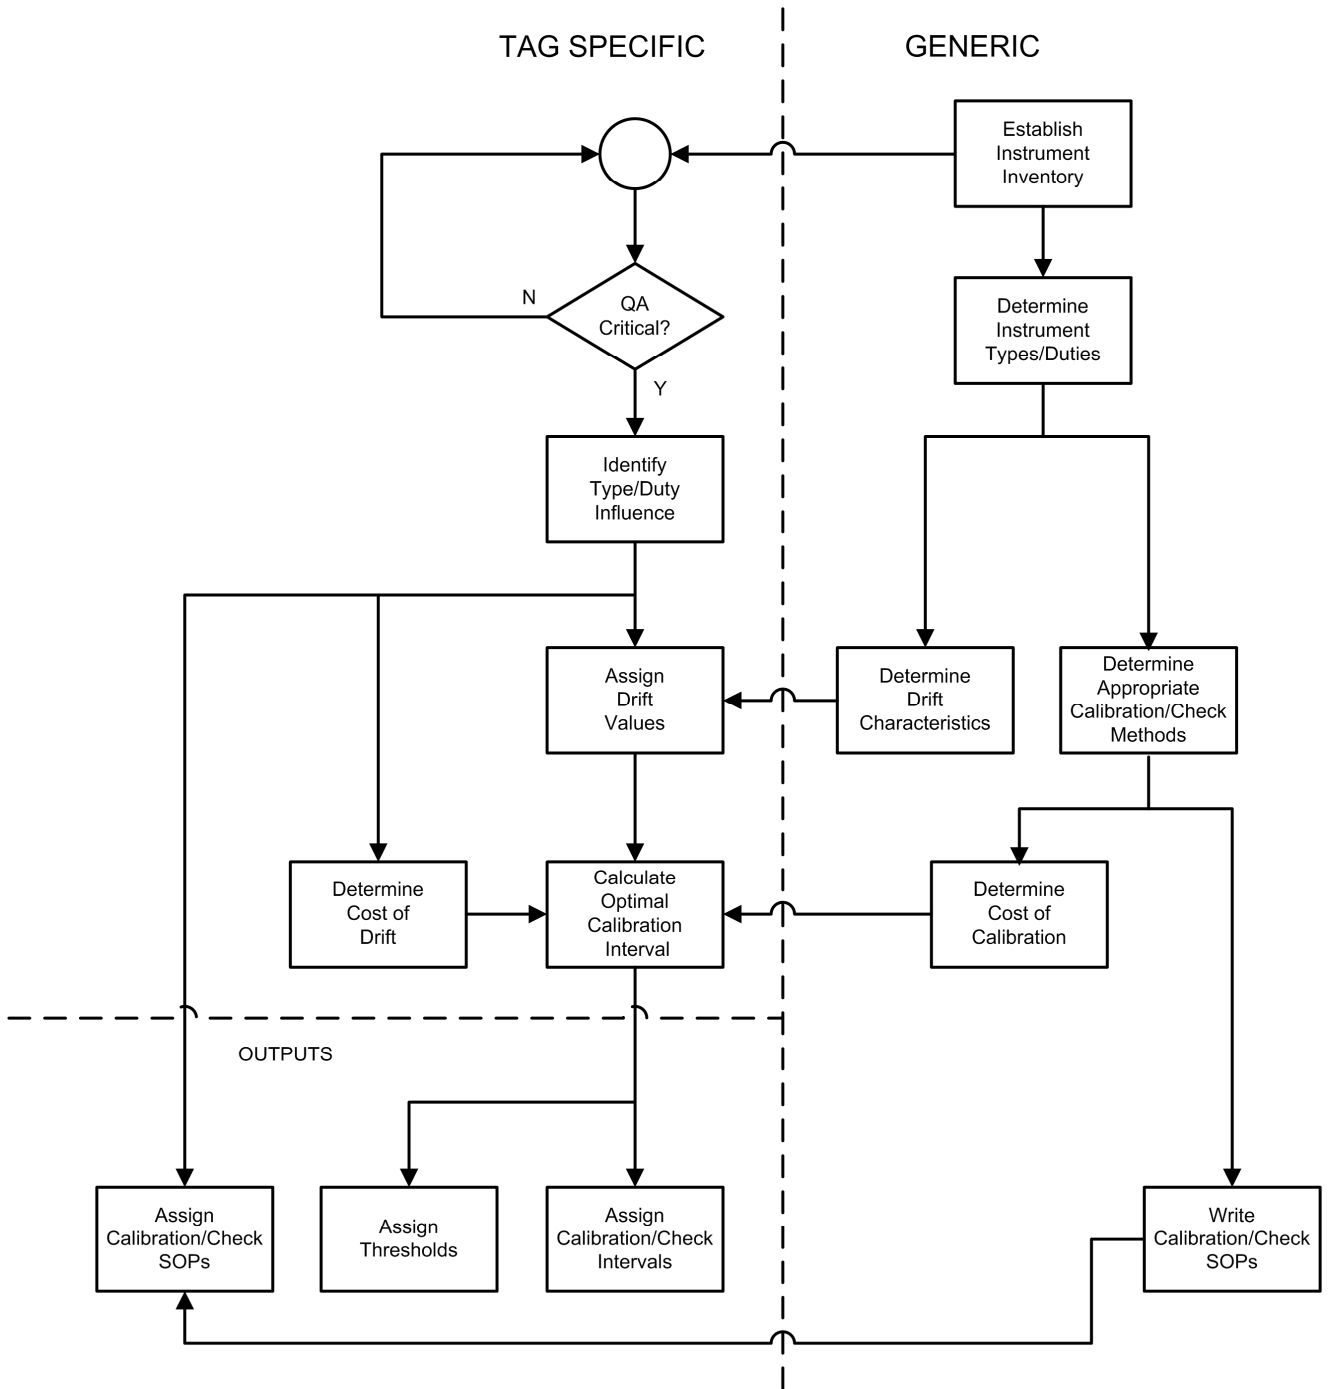 TAG SPECIFIC
GENERIC
Establish
Instrument
Inventory
Determine
Instrument
Types/Duties
QA
Critical?
N
Y
Identify
Type/Duty
Influence
Assign
Drift
Values
Determine
Drift
Characteristics
Determine
Appropriate
Calibration/Check
Methods
Determine
Cost of
Drift
Calculate
Optimal
Calibration
Interval
Determine
Cost of
Calibration
OUTPUTS
Assign
Calibration/Check
SOPs
Assign
Thresholds
Assign
Calibration/Check
Intervals
Write
Calibration/Check
SOPs